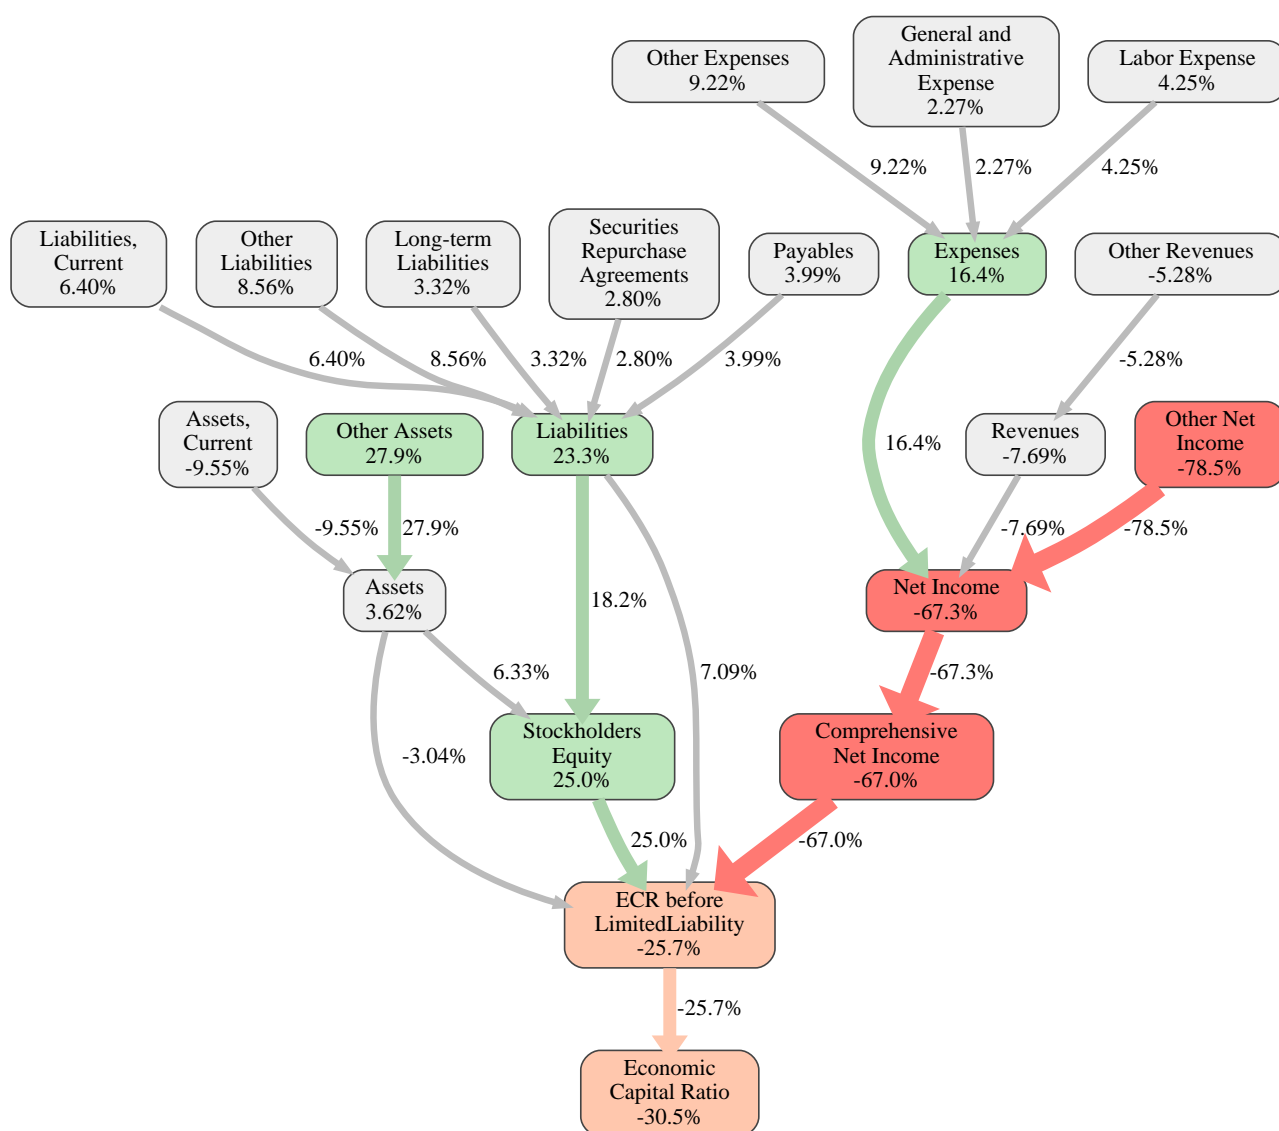 Other Expenses
9.22%
General and
Administrative
Expense
2.27%
Labor Expense
4.25%
9.22%
2.27%
4.25%
Liabilities,
Current
6.40%
Other
Liabilities
8.56%
Long-term
Liabilities
3.32%
Securities
Repurchase
Agreements
2.80%
Payables
3.99%
Expenses
16.4%
Other Revenues
-5.28%
6.40%
8.56%
3.32%
2.80%
3.99%
-5.28%
Assets,
Current
-9.55%
Other Assets
27.9%
Liabilities
23.3%
16.4%
Revenues
-7.69%
Other Net
Income
-78.5%
-9.55%
27.9%
-7.69%
-78.5%
Assets
3.62%
18.2%
Net Income
-67.3%
6.33%
7.09%
-67.3%
-3.04%
Stockholders
Equity
25.0%
Comprehensive
Net Income
-67.0%
25.0%
-67.0%
ECR before
LimitedLiability
-25.7%
-25.7%
Economic
Capital Ratio
-30.5%